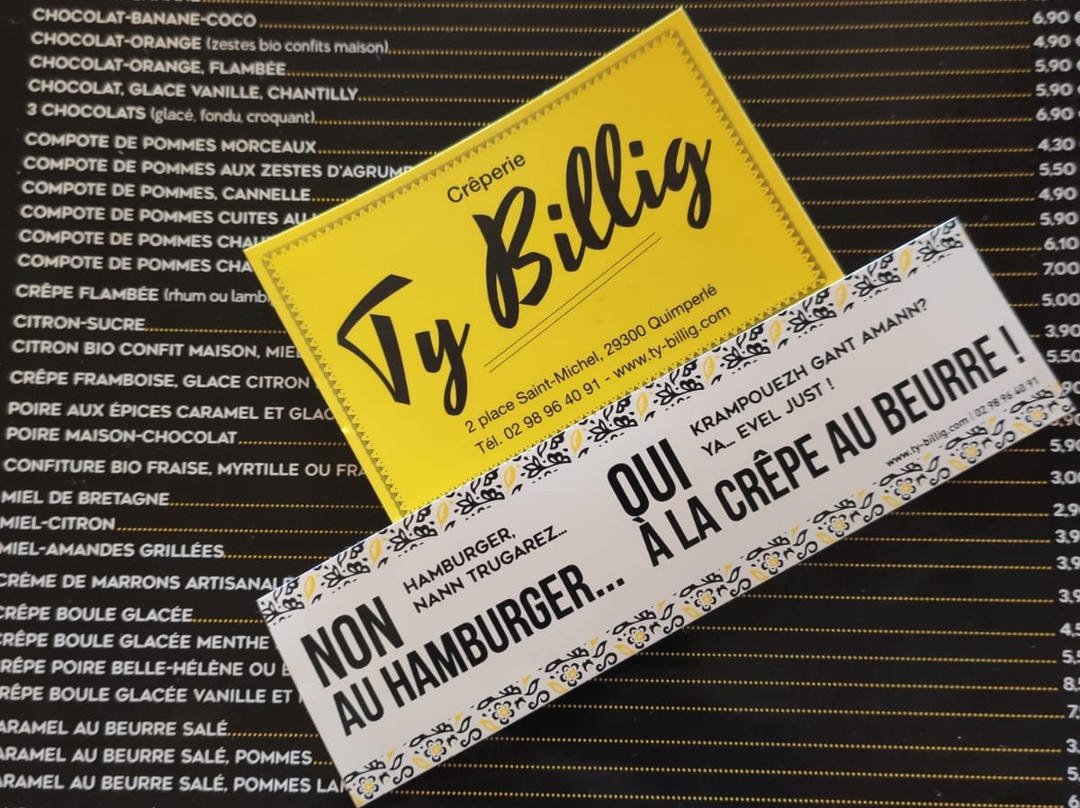 CHOCOLAT-BANANE-COCO 6,90 €
CHOCOLAT-ORANGE (zestes bio confits maison) 4,90
CHOCOLAT-ORANGE, FLAMBÉE 5,90
CHOCOLAT, GLACE VANILLE, CHANTILLY 5,90
3 CHOCOLATS (glacé, fondu, croquant) 6,90
COMPOTE DE POMMES MORCEAUX 4,30
COMPOTE DE POMMES AUX ZESTES D'AGRUM 5,50
COMPOTE DE POMMES, CANNELLE 4,90
COMPOTE DE POMMES CUITES AU 5,90
COMPOTE DE POMMES CHAU 6,10
COMPOTE DE POMMES CHA 7,00
CRÊPE FLAMBÉE (rhum ou lamb 5,00
CITRON-SUCRE 3,90
CITRON BIO CONFIT MAISON, MIEL 5,50
CRÊPE FRAMBOISE, GLACE CITRON
POIRE AUX ÉPICES CARAMEL ET GLAC
POIRE MAISON-CHOCOLAT
CONFITURE BIO FRAISE, MYRTILLE OU FRA
MIEL DE BRETAGNE
MIEL-CITRON
MIEL-AMANDES GRILLÉES
CRÈME DE MARRONS ARTISANALE
CRÊPE BOULE GLACÉE
CRÊPE BOULE GLACÉE MENTHE
CRÊPE POIRE BELLE-HÉLÈNE OU
CRÊPE BOULE GLACÉE VANILLE ET
ARAMEL AU BEURRE SALÉ
ARAMEL AU BEURRE SALÉ, POMMES
ARAMEL AU BEURRE SALÉ, POMMES LA
Crêperie
Ty Billig
2 place Saint-Michel, 29300 Quimperlé
Tél. 02 98 96 40 91 - www.ty-billig.com
NON
HAMBURGER,
NANN TRUGAREZ...
AU HAMBURGER...
OUI
KRAMPOUEZH GANT AMANN?
YA... EVEL JUST !
À LA CRÊPE AU BEURRE !
www.ty-billig.com | 02 98 96 40 91